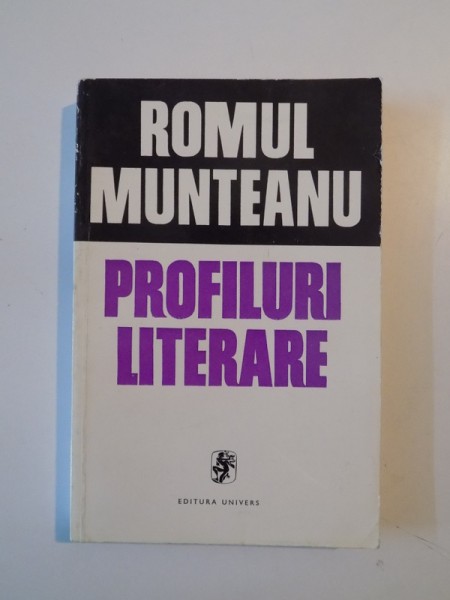 ROMUL
MUNTEANU
PROFILURI
LITERARE
EDITURA UNIVERS